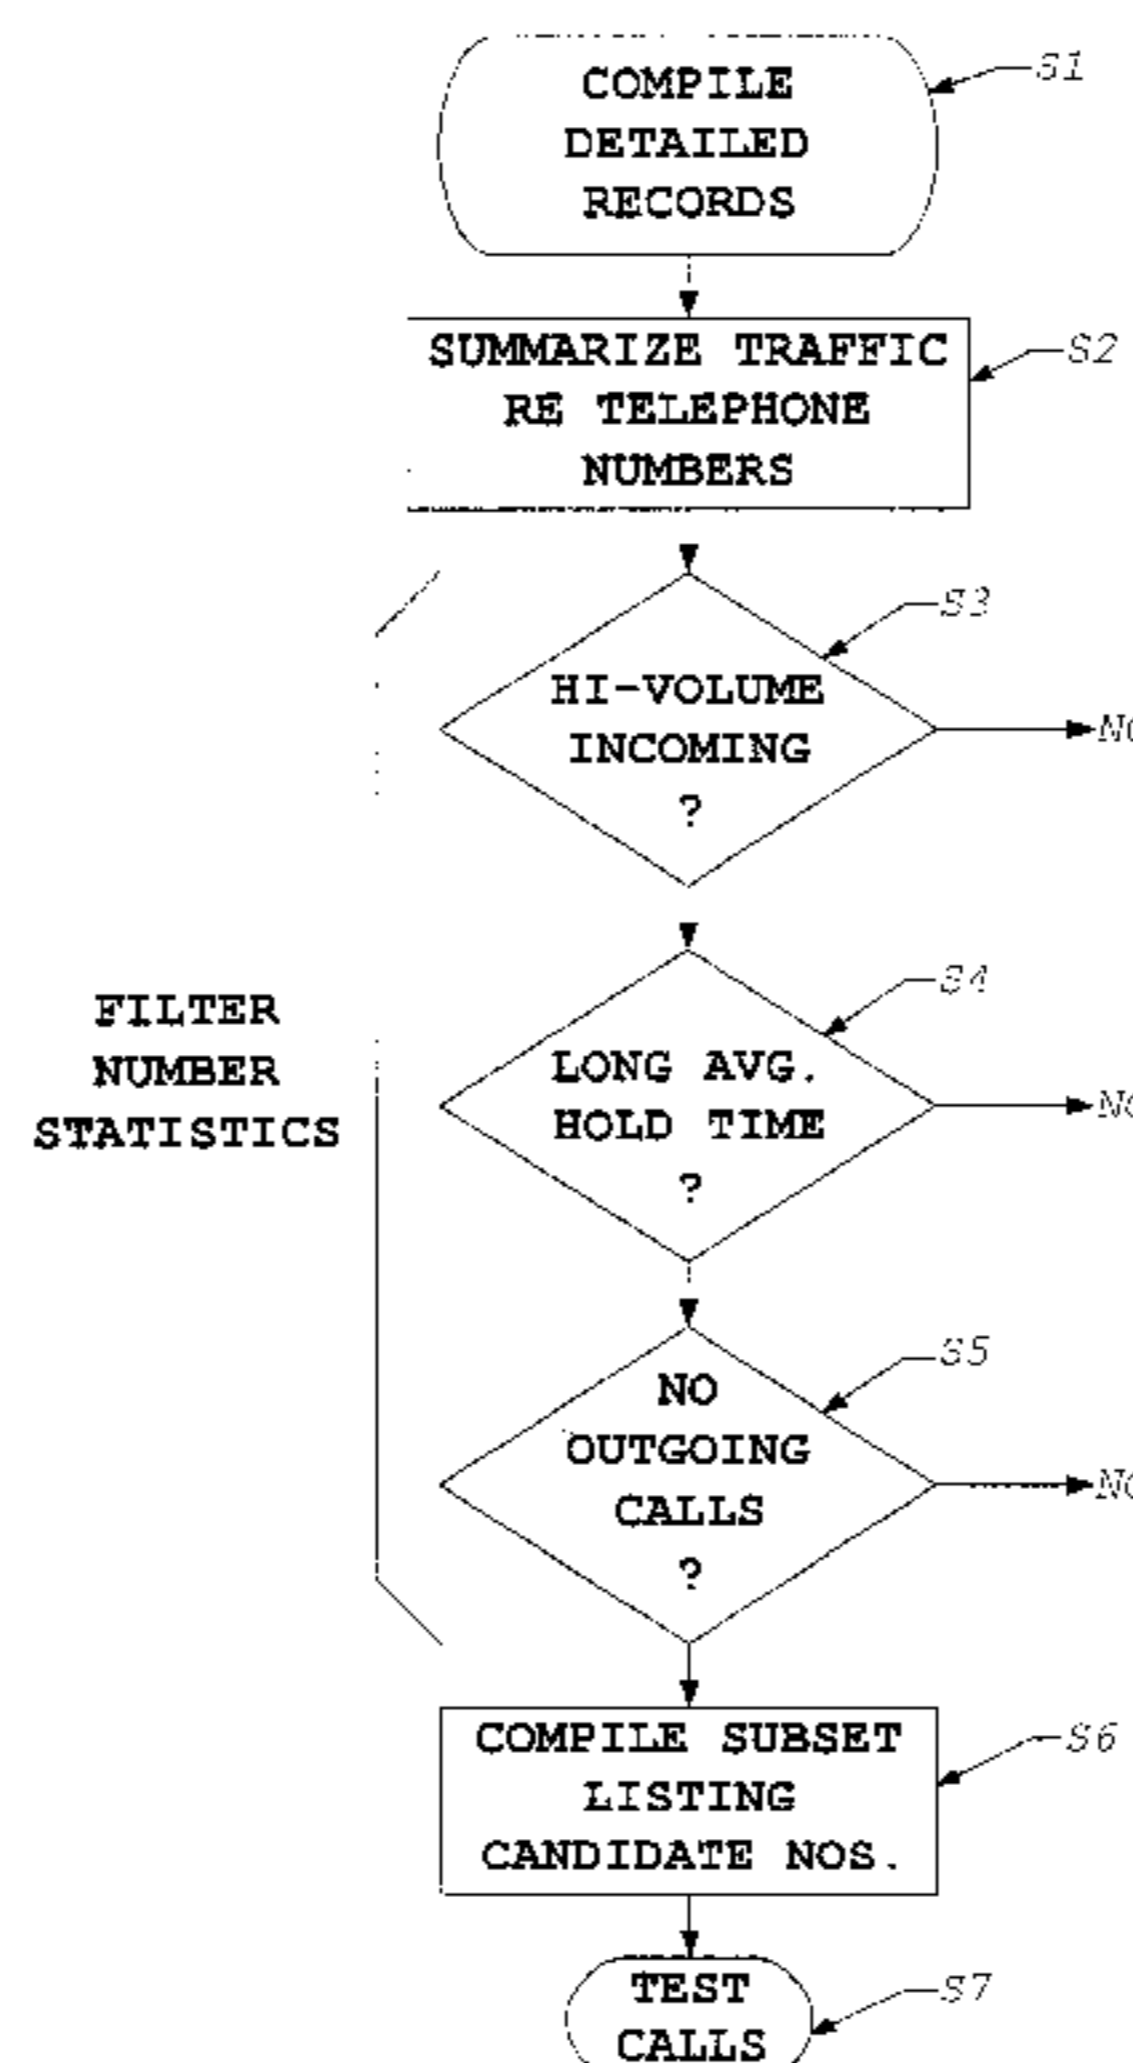 COMPILE
DETAILED
RECORDS
S1
SUMMARIZE TRAFFIC
RE TELEPHONE
NUMBERS
S2
S3
HI-VOLUME
INCOMING
?
FILTER
NUMBER
STATISTICS
S4
LONG AVG.
HOLD TIME
?
S5
NO
OUTGOING
CALLS
?
COMPILE SUBSET
LISTING
CANDIDATE NOS.
S6
TEST
CALLS
S7